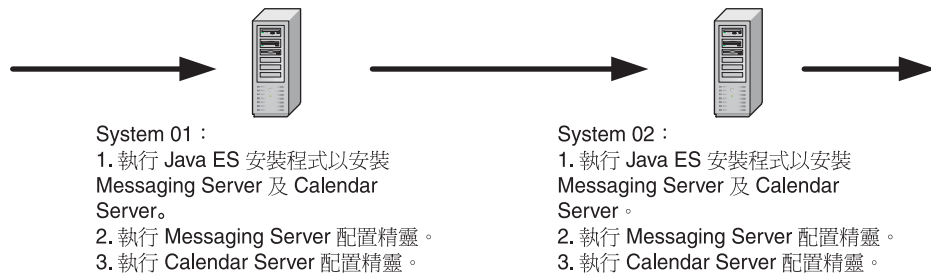 System 01：
1. 執行 Java ES 安裝程式以安裝
Messaging Server 及 Calendar
Server。
2. 執行 Messaging Server 配置精靈。
3. 執行 Calendar Server 配置精靈。
System 02：
1. 執行 Java ES 安裝程式以安裝
Messaging Server 及 Calendar
Server。
2. 執行 Messaging Server 配置精靈。
3. 執行 Calendar Server 配置精靈。